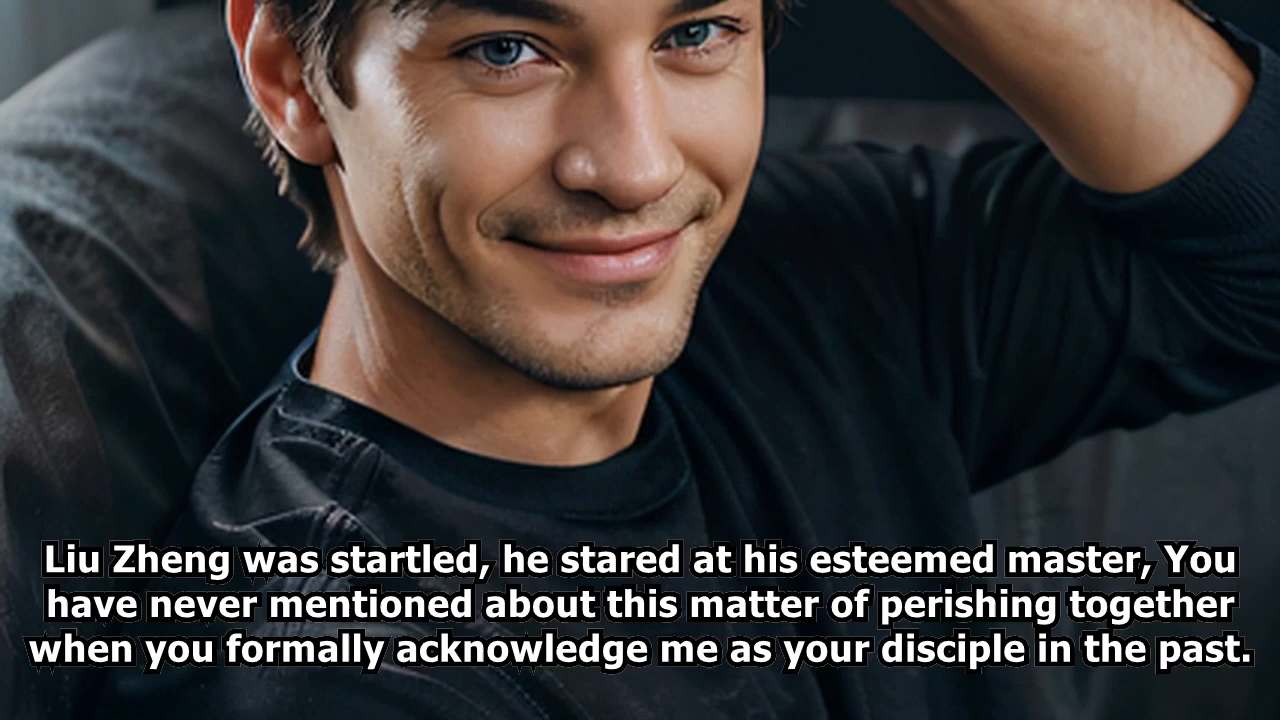 Liu Zheng was startled, he stared at his esteemed master, You
have never mentioned about this matter of perishing together
when you formally acknowledge me as your disciple in the past.